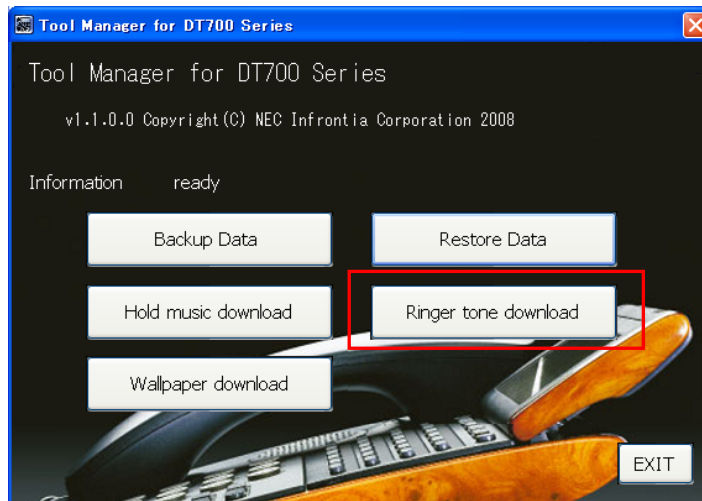 Tool Manager for DT700 Series
Tool Manager for DT700 Series
v1.1.0.0 Copyright(C) NEC Infrontia Corporation 2008
Information ready
Backup Data Restore Data
Hold music download Ringer tone download
Wallpaper download
EXIT